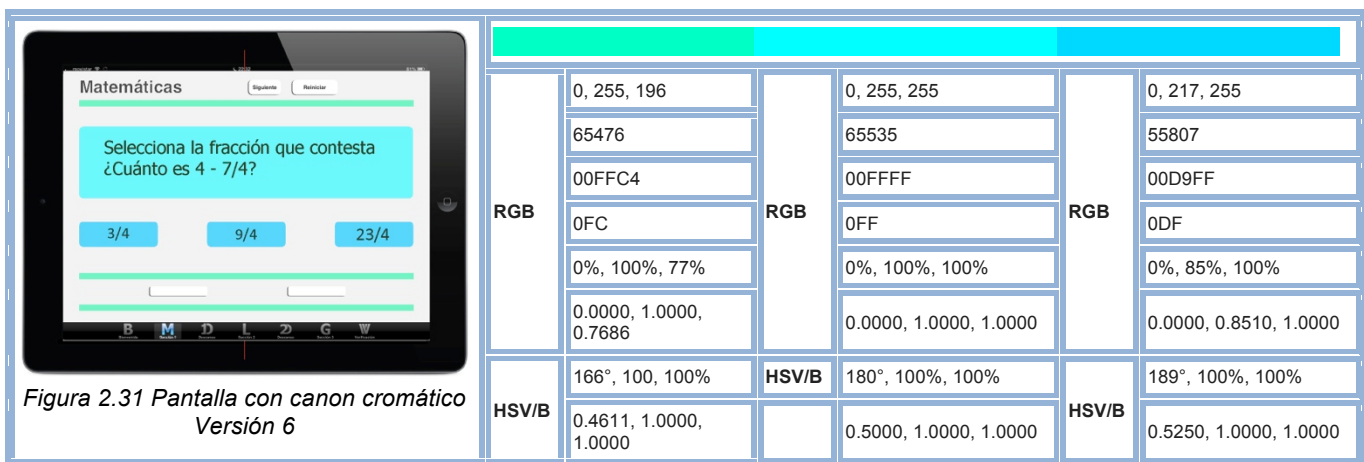 Matemáticas
Siguiente
Reiniciar
Selecciona la fracción que contesta
¿Cuánto es 4 - 7/4?
3/4
9/4
23/4
B
M
D
L
G
W
Figura 2.31 Pantalla con canon cromático
Versión 6
RGB
0, 255, 196
65476
00FFC4
0FC
0%, 100%, 77%
0.0000, 1.0000,
0.7686
HSV/B
166°, 100, 100%
0.4611, 1.0000,
1.0000
RGB
0, 255, 255
65535
00FFFF
0FF
0%, 100%, 100%
0.0000, 1.0000, 1.0000
HSV/B
180°, 100%, 100%
0.5000, 1.0000, 1.0000
RGB
0, 217, 255
55807
00D9FF
0DF
0%, 85%, 100%
0.0000, 0.8510, 1.0000
HSV/B
189°, 100%, 100%
0.5250, 1.0000, 1.0000